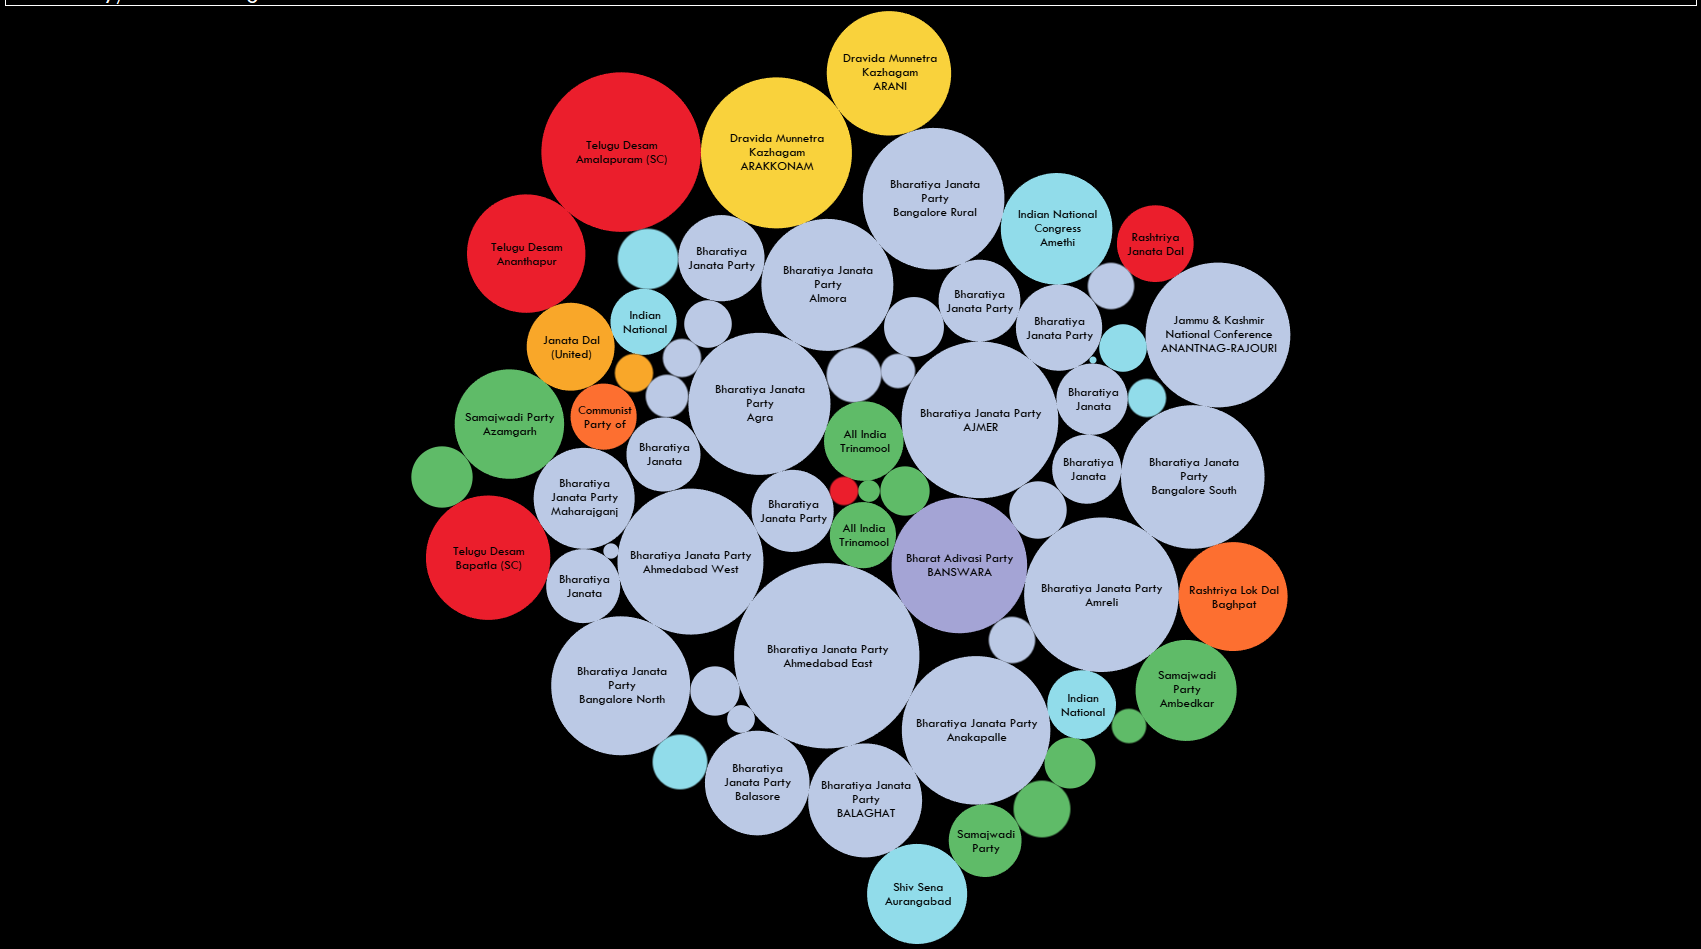 Dravida Munnetra
Kazhagam
ARANI
Telugu Desam
Amalapuram (SC)
Dravida Munnetra
Kazhagam
ARAKKONAM
Bharatiya Janata
Party
Bangalore Rural
Indian National
Congress
Amethi
Rashtriya
Janata Dal
Telugu Desam
Ananthapur
Bharatiya
Janata Party
Bharatiya Janata
Party
Almora
Bharatiya
Janata Party
Indian
National
Bharatiya
Janata Party
Jammu & Kashmir
National Conference
ANANTNAG-RAJOURI
Janata Dal
(United)
Bharatiya Janata
Party
Agra
Bharatiya
Janata
Samajwadi Party
Azamgarh
Communist
Party of
Bharatiya Janata Party
AJMER
All India
Trinamool
Bharatiya
Janata
Bharatiya
Janata
Bharatiya Janata
Party
Bangalore South
Bharatiya
Janata Party
Maharajganj
Bharatiya
Janata Party
All India
Trinamool
Telugu Desam
Bapatla (SC)
Bharatiya Janata Party
Ahmedabad West
Bharat Adivasi Party
BANSWARA
Bharatiya
Janata
Bharatiya Janata Party
Amreli
Rashtriya Lok Dal
Baghpat
Bharatiya Janata Party
Ahmedabad East
Bharatiya Janata
Party
Bangalore North
Indian
National
Samajwadi
Party
Ambedkar
Bharatiya Janata Party
Anakapalle
Bharatiya
Janata Party
Balasore
Bharatiya Janata
Party
BALAGHAT
Samajwadi
Party
Shiv Sena
Aurangabad